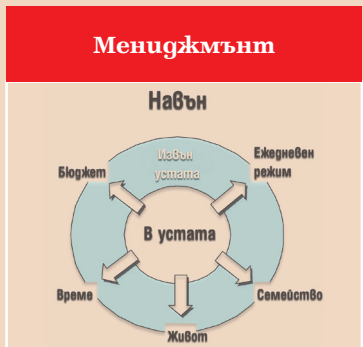 Мениджмънт
Навън
Извън
устата
Бюджет
Ежедневен
режим
В устата
Време
Семейство
Живот